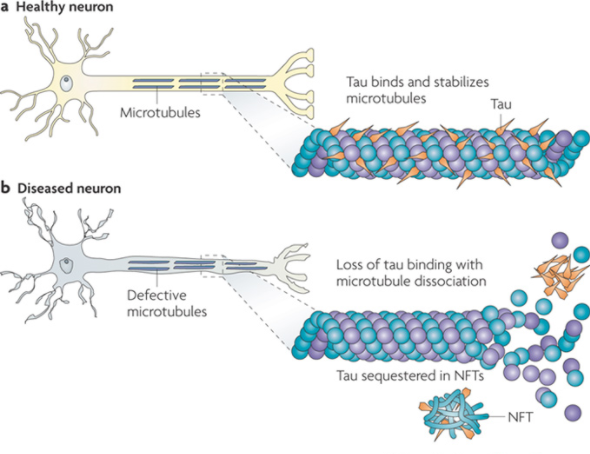 a Healthy neuron
Microtubules
Tau binds and stabilizes
microtubules
Tau
b Diseased neuron
Defective
microtubules
Loss of tau binding with
microtubule dissociation
Tau sequestered in NFTs
NFT